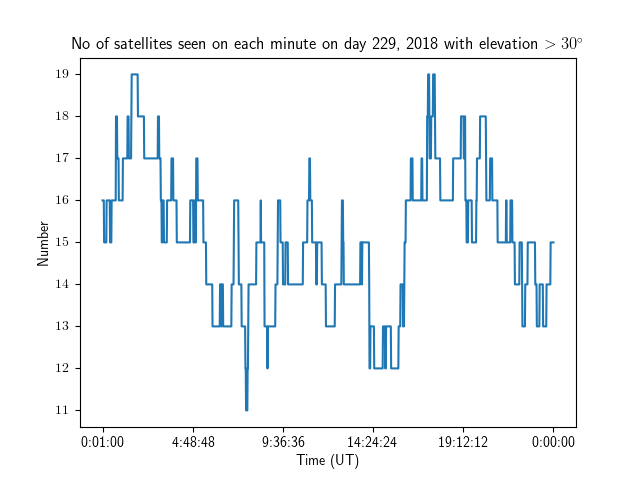 No of satellites seen on each minute on day 229, 2018 with elevation > 30°
19
18
17
16
15
14
13
12
11
Number
0:01:00 4:48:48 9:36:36 14:24:24 19:12:12 0:00:00
Time (UT)